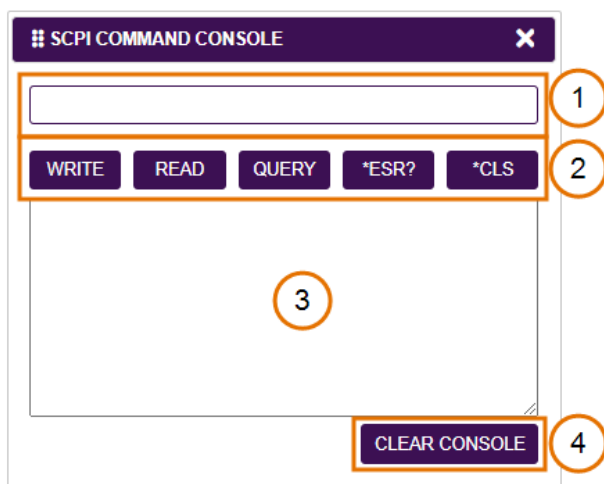 SCPI COMMAND CONSOLE
1
WRITE READ QUERY *ESR? *CLS 2
3
CLEAR CONSOLE 4